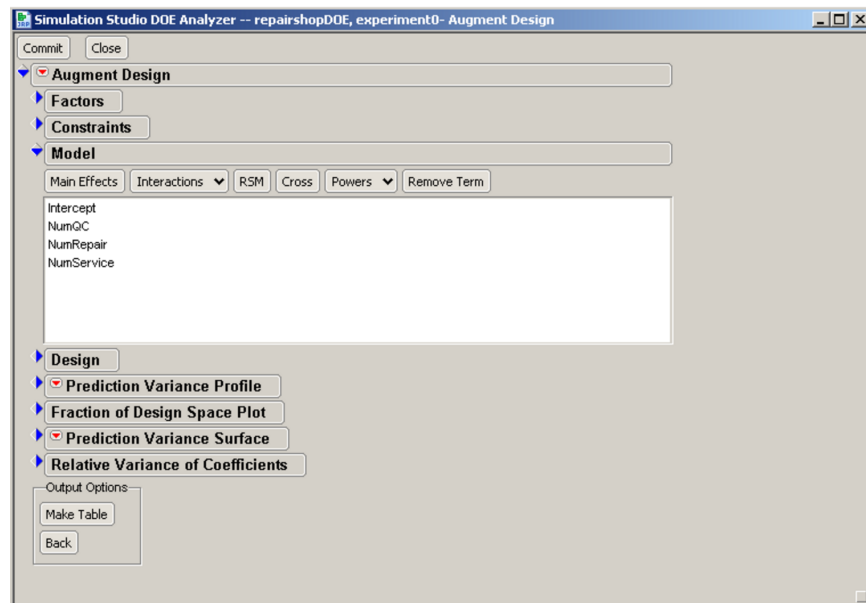 Simulation Studio DOE Analyzer -- repairshopDOE, experiment0- Augment Design
Commit Close
Augment Design
Factors
Constraints
Model
Main Effects Interactions RSM Cross Powers Remove Term
Intercept
NumQC
NumRepair
NumService
Design
Prediction Variance Profile
Fraction of Design Space Plot
Prediction Variance Surface
Relative Variance of Coefficients
Output Options
Make Table
Back